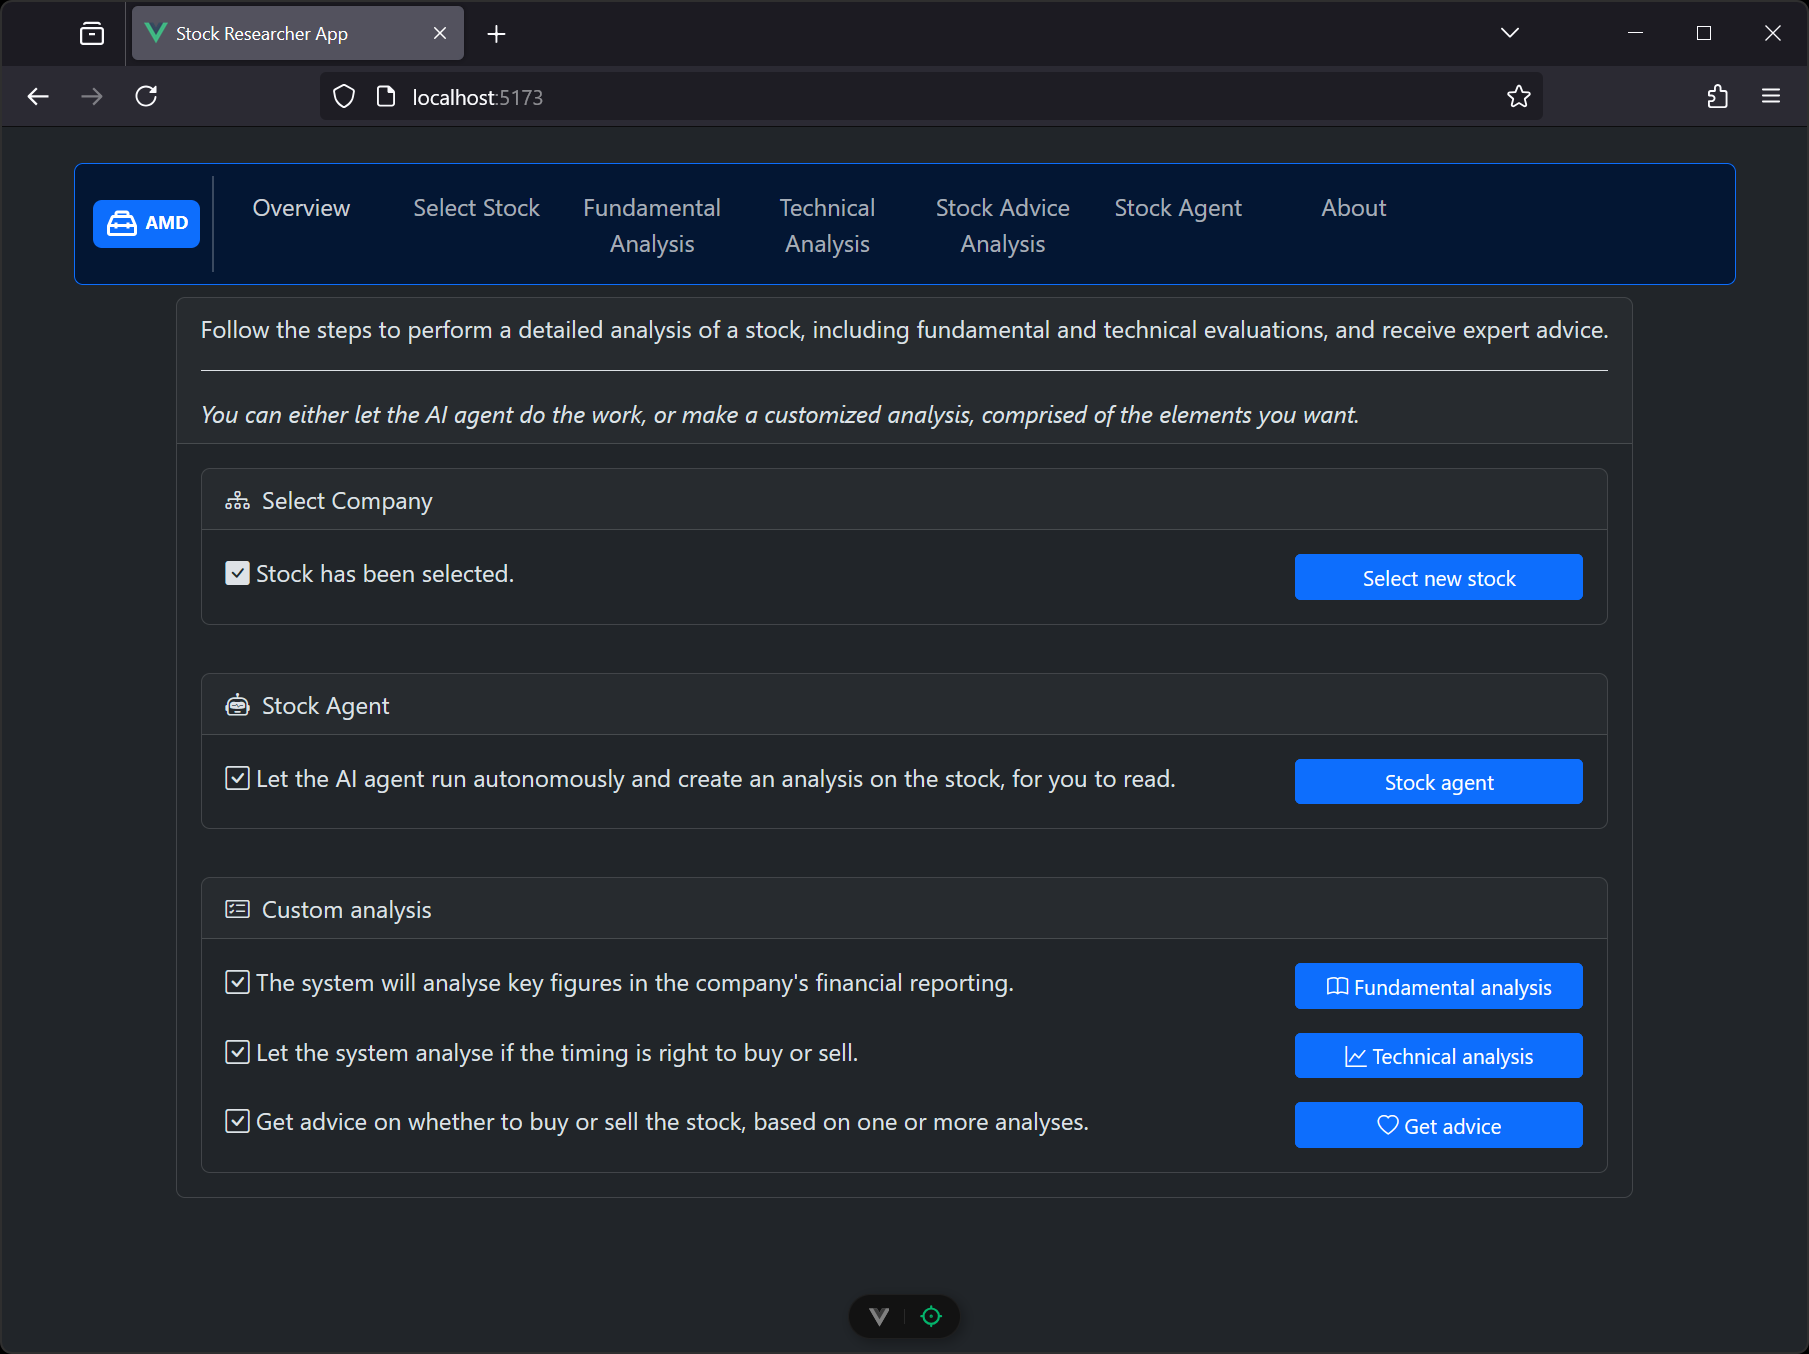 Stock Researcher App
localhost:5173
AMD
Overview
Select Stock
Fundamental
Analysis
Technical
Analysis
Stock Advice
Analysis
Stock Agent
About
Follow the steps to perform a detailed analysis of a stock, including fundamental and technical evaluations, and receive expert advice.
You can either let the AI agent do the work, or make a customized analysis, comprised of the elements you want.
Select Company
Stock has been selected.
Select new stock
Stock Agent
Let the AI agent run autonomously and create an analysis on the stock, for you to read.
Stock agent
Custom analysis
The system will analyse key figures in the company's financial reporting.
Fundamental analysis
Let the system analyse if the timing is right to buy or sell.
Technical analysis
Get advice on whether to buy or sell the stock, based on one or more analyses.
Get advice